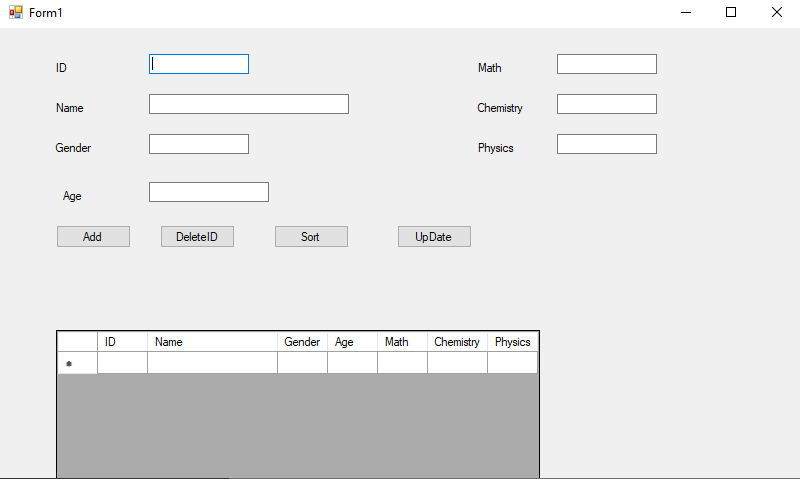 Form1
ID
Math
Name
Chemistry
Gender
Physics
Age
Add DeleteID Sort UpDate
ID Name Gender Age Math Chemistry Physics